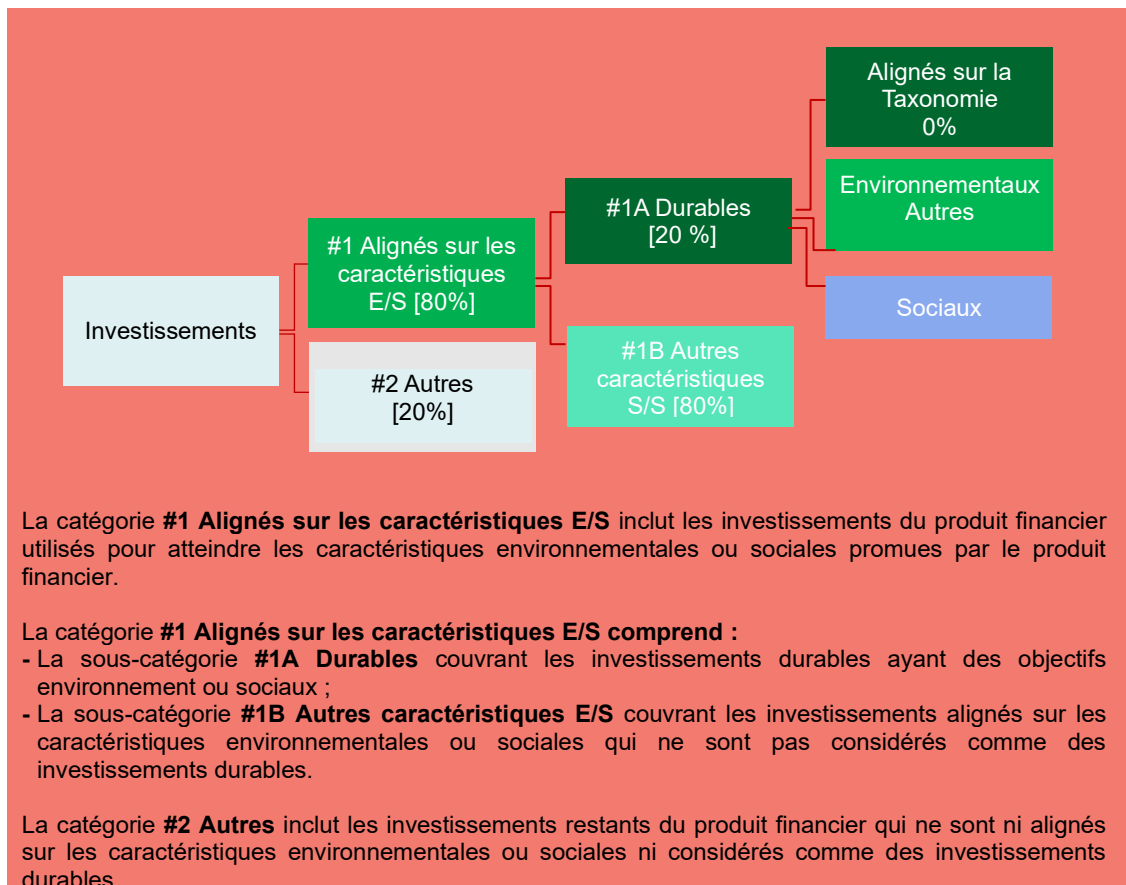 Alignés sur la
Taxonomie
0%
Environnementaux
Autres
#1A Durables
[20 %]
#1 Alignés sur les
caractéristiques
E/S [80%]
Sociaux
Investissements
#1B Autres
caractéristiques
S/S [80%]
#2 Autres
[20%]
La catégorie #1 Alignés sur les caractéristiques E/S inclut les investissements du produit financier
utilisés pour atteindre les caractéristiques environnementales ou sociales promues par le produit
financier.
La catégorie #1 Alignés sur les caractéristiques E/S comprend :
- La sous-catégorie #1A Durables couvrant les investissements durables ayant des objectifs
environnement ou sociaux ;
- La sous-catégorie #1B Autres caractéristiques E/S couvrant les investissements alignés sur les
caractéristiques environnementales ou sociales qui ne sont pas considérés comme des
investissements durables.
La catégorie #2 Autres inclut les investissements restants du produit financier qui ne sont ni alignés
sur les caractéristiques environnementales ou sociales ni considérés comme des investissements
durables